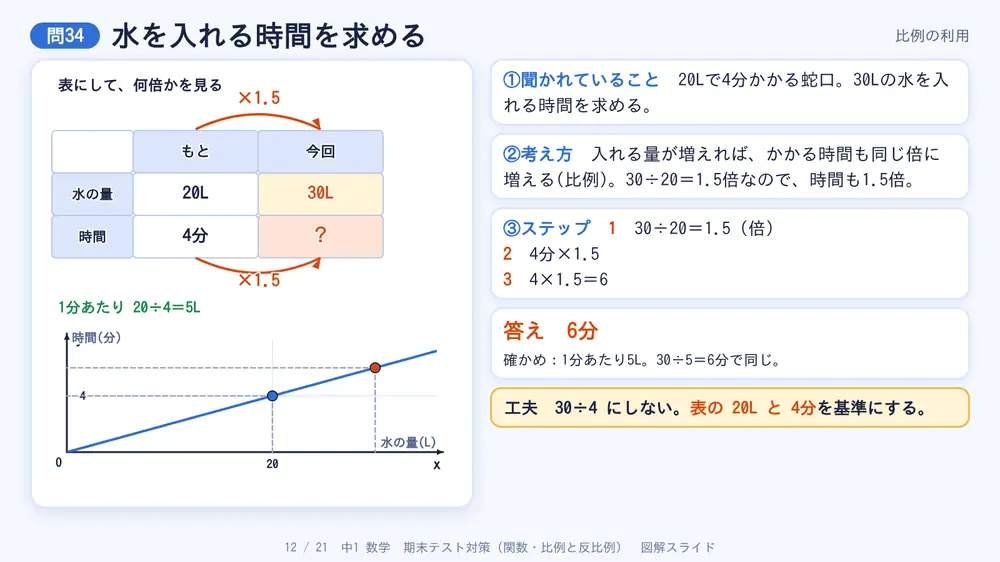 問34 水を入れる時間を求める
比例の利用
表にして、何倍かを見る
×1.5
もと 今回
水の量 20L 30L
時間 4分 ?
×1.5
1分あたり 20÷4=5L
時間(分)
4
水の量(L)
0 20 x
①聞かれていること 20Lで4分かかる蛇口。30Lの水を入
れる時間を求める。
②考え方 入れる量が増えれば、かかる時間も同じ倍に
増える(比例)。30÷20=1.5倍なので、時間も1.5倍。
③ステップ 1 30÷20=1.5(倍)
2 4分×1.5
3 4×1.5=6
答え 6分
確かめ:1分あたり5L。30÷5=6分で同じ。
工夫 30÷4 にしない。表の 20L と 4分を基準にする。
12 / 21 中1 数学 期末テスト対策(関数・比例と反比例) 図解スライド